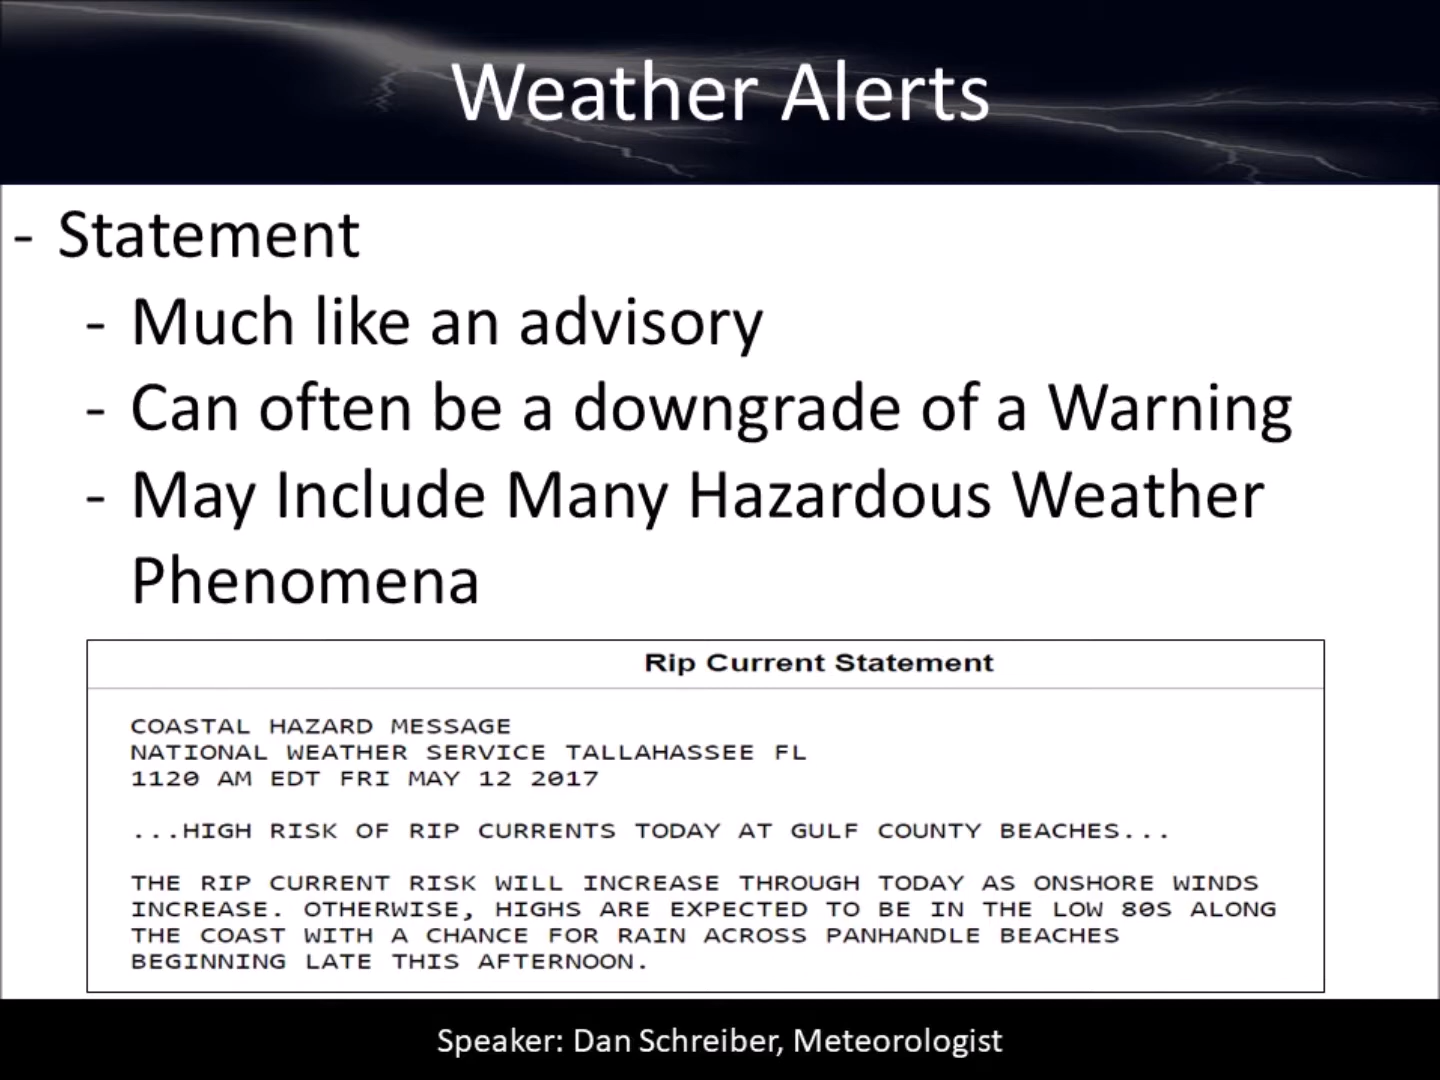 Weather Alerts
- Statement
- Much like an advisory
- Can often be a downgrade of a Warning
- May Include Many Hazardous Weather
Phenomena
Rip Current Statement
COASTAL HAZARD MESSAGE
NATIONAL WEATHER SERVICE TALLAHASSEE FL
1120 AM EDT FRI MAY 12 2017
...HIGH RISK OF RIP CURRENTS TODAY AT GULF COUNTY BEACHES...
THE RIP CURRENT RISK WILL INCREASE THROUGH TODAY AS ONSHORE WINDS
INCREASE. OTHERWISE, HIGHS ARE EXPECTED TO BE IN THE LOW 80S ALONG
THE COAST WITH A CHANCE FOR RAIN ACROSS PANHANDLE BEACHES
BEGINNING LATE THIS AFTERNOON.
Speaker: Dan Schreiber, Meteorologist